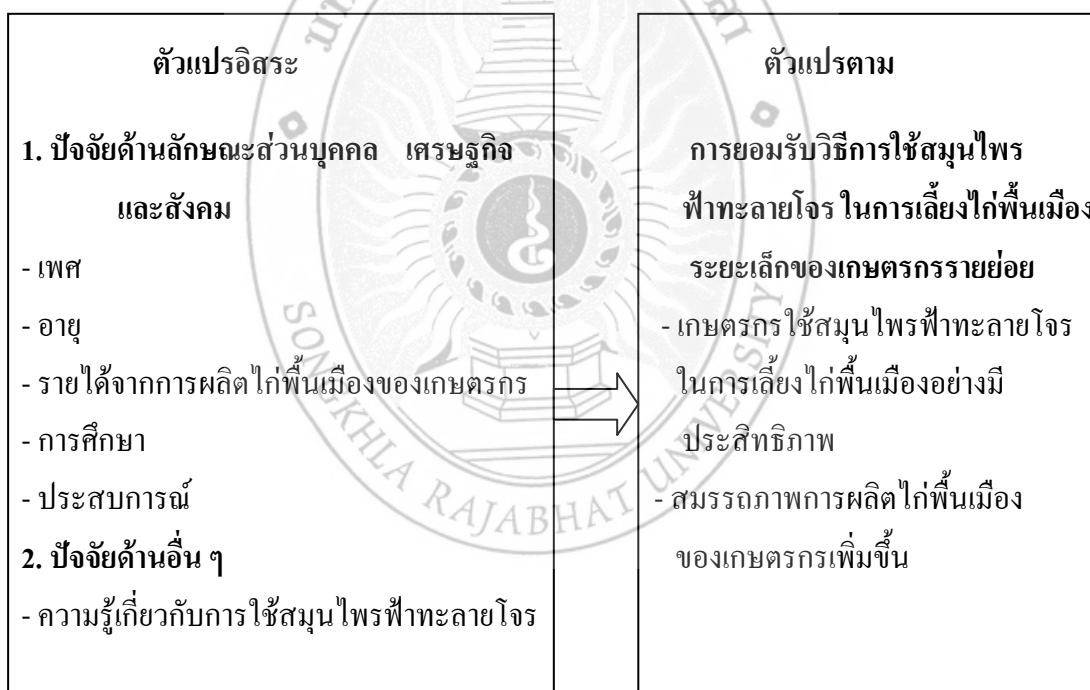 ตัวแปรอิสระ
1. ปัจจัยด้านลักษณะส่วนบุคคล เศรษฐกิจ
และสังคม
- เพศ
- อายุ
- รายได้จากการผลิตไก่พื้นเมืองของเกษตรกร
- การศึกษา
- ประสบการณ์
2. ปัจจัยด้านอื่น ๆ
- ความรู้เกี่ยวกับการใช้สมุนไพรฟ้าทะลายโจร
ตัวแปรตาม
การยอมรับวิธีการใช้สมุนไพร
ฟ้าทะลายโจร ในการเลี้ยงไก่พื้นเมือง
ระยะเล็กของเกษตรกรรายย่อย
- เกษตรกรใช้สมุนไพรฟ้าทะลายโจร
ในการเลี้ยงไก่พื้นเมืองอย่างมี
ประสิทธิภาพ
- สมรรถภาพการผลิตไก่พื้นเมือง
ของเกษตรกรเพิ่มขึ้น
SONGKHLA RAJABHAT UNIVERSITY